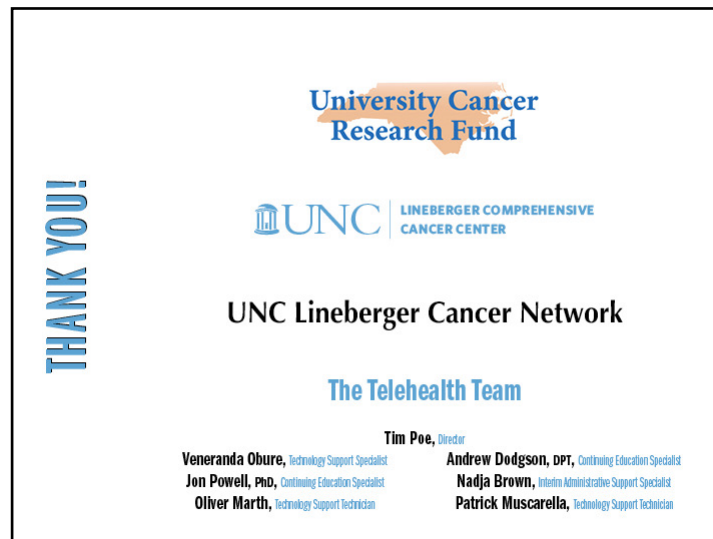 THANK YOU!
University Cancer
Research Fund
UNC LINEBERGER COMPREHENSIVE
CANCER CENTER
UNC Lineberger Cancer Network
The Telehealth Team
Tim Poe, Director
Veneranda Obure, Technology Support Specialist
Andrew Dodgson, DPT, Continuing Education Specialist
Jon Powell, PhD, Continuing Education Specialist
Nadja Brown, Interim Administrative Support Specialist
Oliver Marth, Technology Support Technician
Patrick Muscarella, Technology Support Technician